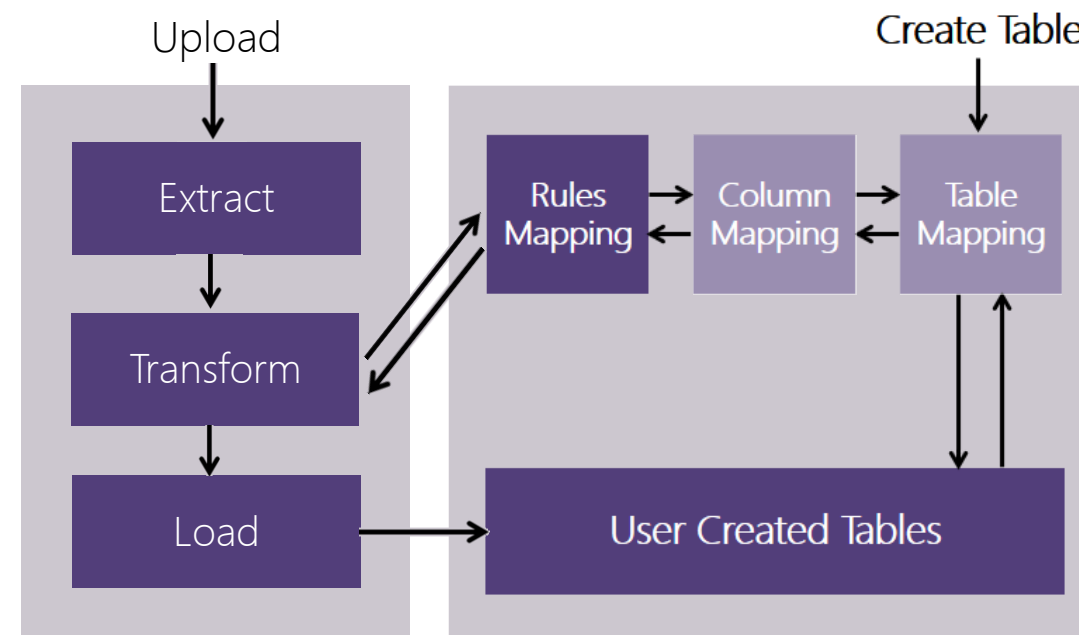 Upload
Create Table
Extract
Rules
Mapping
Column
Mapping
Table
Mapping
Transform
Load
User Created Tables